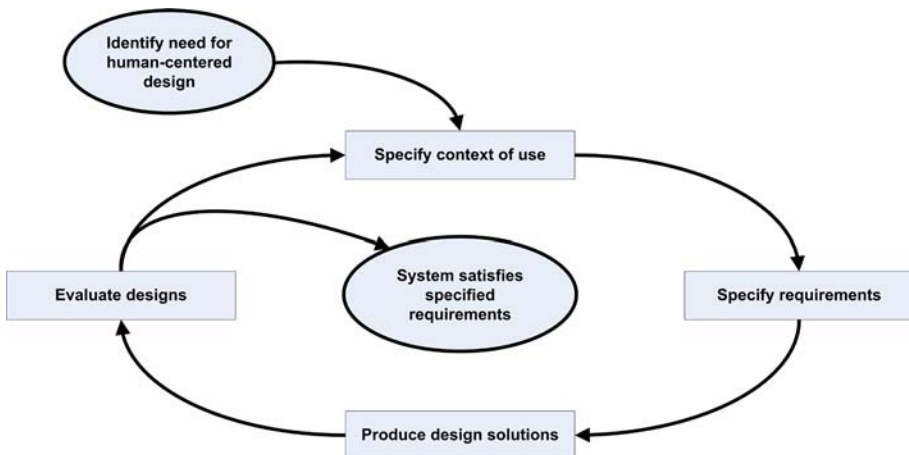 Identify need for
human-centered
design
Specify context of use
System satisfies
specified
requirements
Evaluate designs
Specify requirements
Produce design solutions